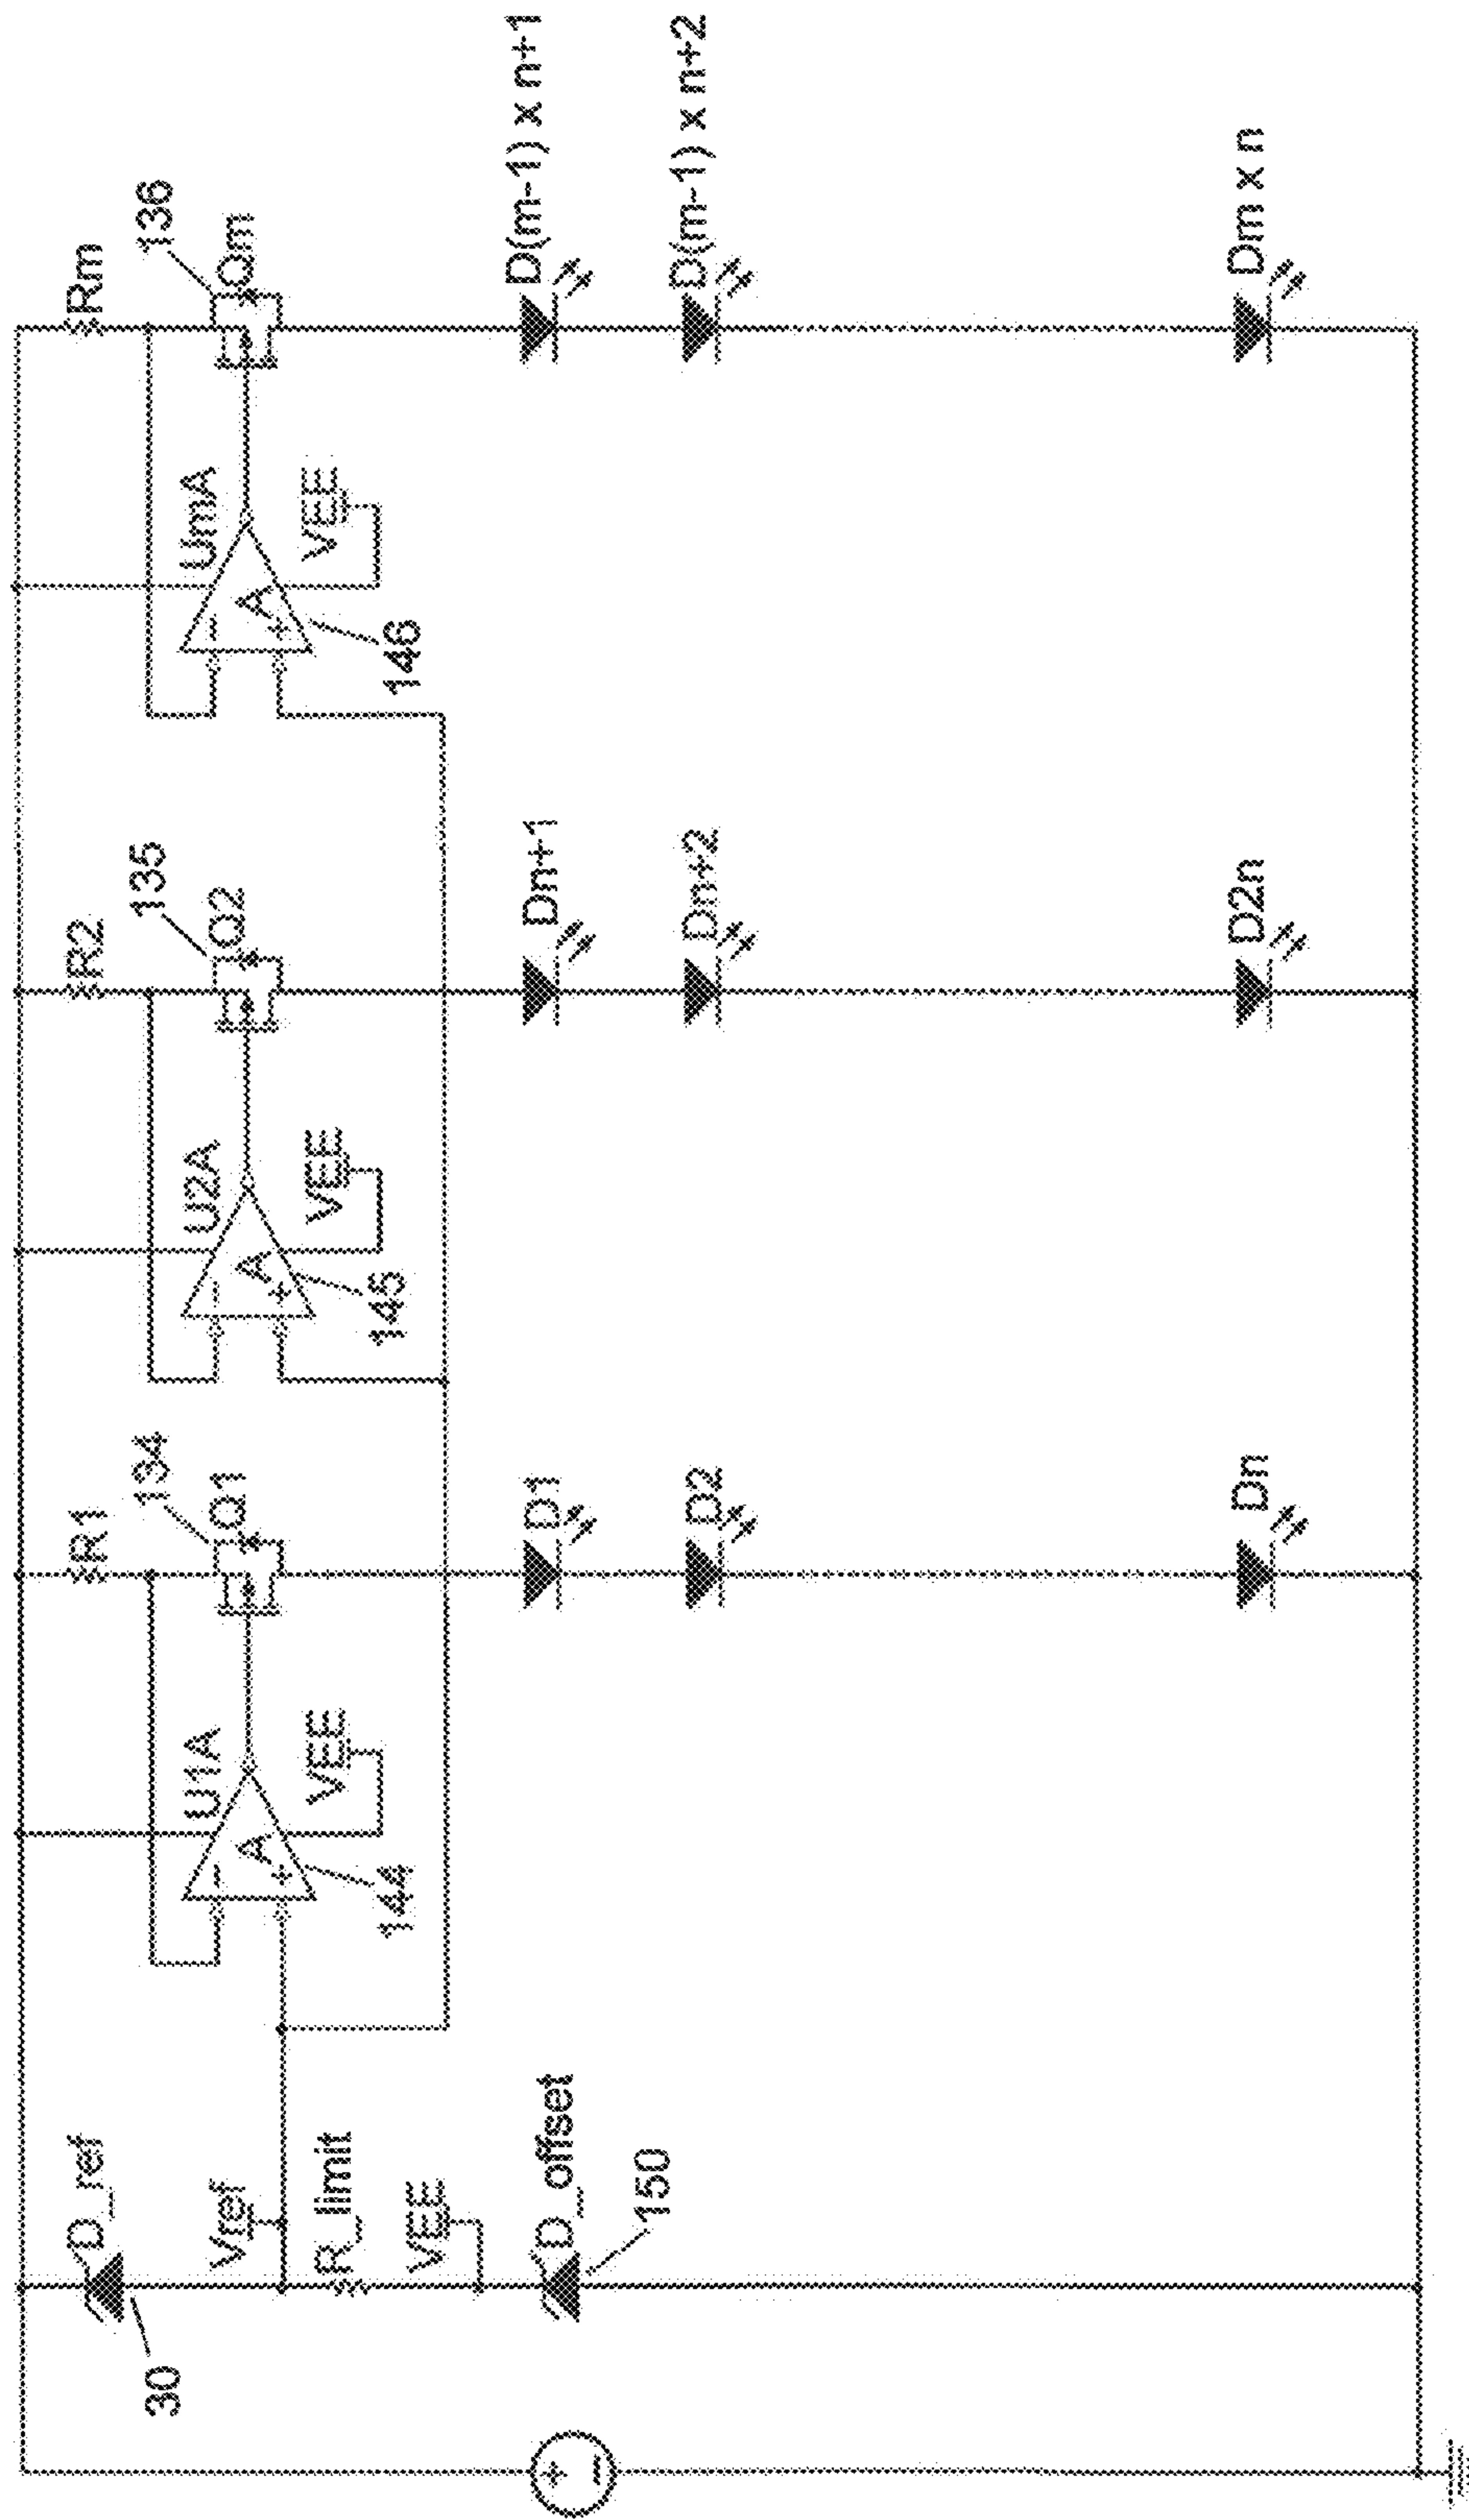 D_ref
30
Vref
R_limit
VEE
D_offset
150
+
−
R1
134
Q1
U1A
A
−
+
VEE
144
D1
D2
Dn
R2
135
Q2
U2A
A
−
+
VEE
145
Dn+1
Dn+2
D2n
Rm
136
Qm
UmA
A
−
+
VEE
146
D(m-1) x n+1
D(m-1) x n+2
Dm x n